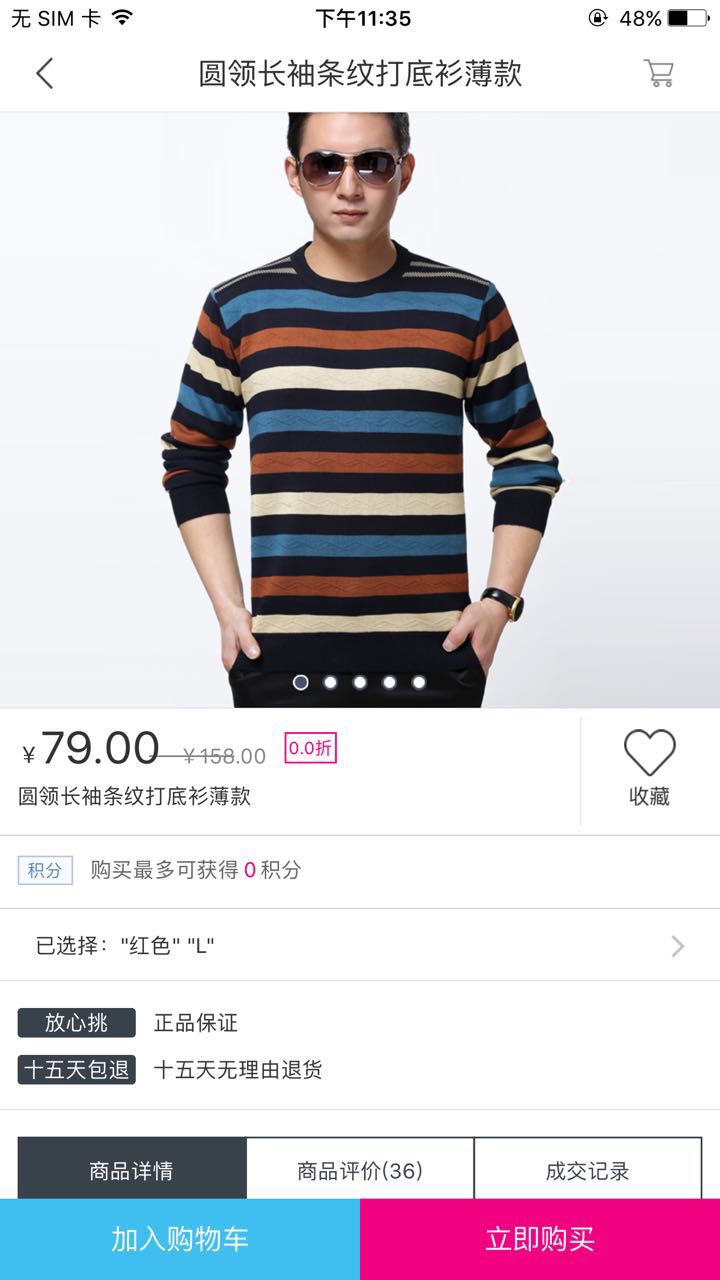 无 SIM 卡 下午11:35 48%
圆领长袖条纹打底衫薄款
¥79.00 ¥158.00 0.0折
圆领长袖条纹打底衫薄款
收藏
积分 购买最多可获得 0 积分
已选择： "红色" "L"
放心挑 正品保证
十五天包退 十五天无理由退货
商品详情 商品评价(36) 成交记录
加入购物车 立即购买